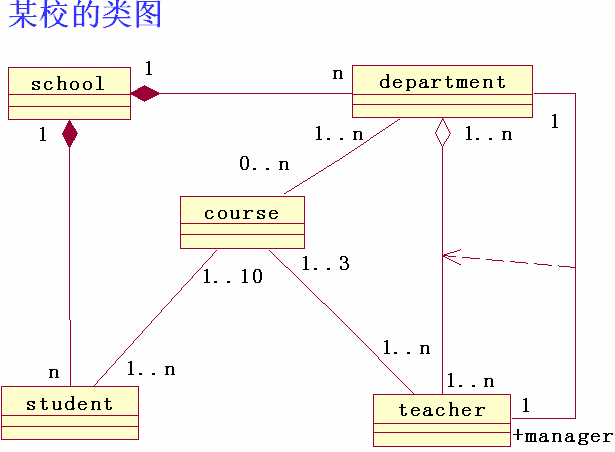 某校的类图
1
n
school
department
1
1..n
1..n
1
0..n
course
1..10
1..3
n
1..n
1..n
1..n
student
teacher
1
+manager